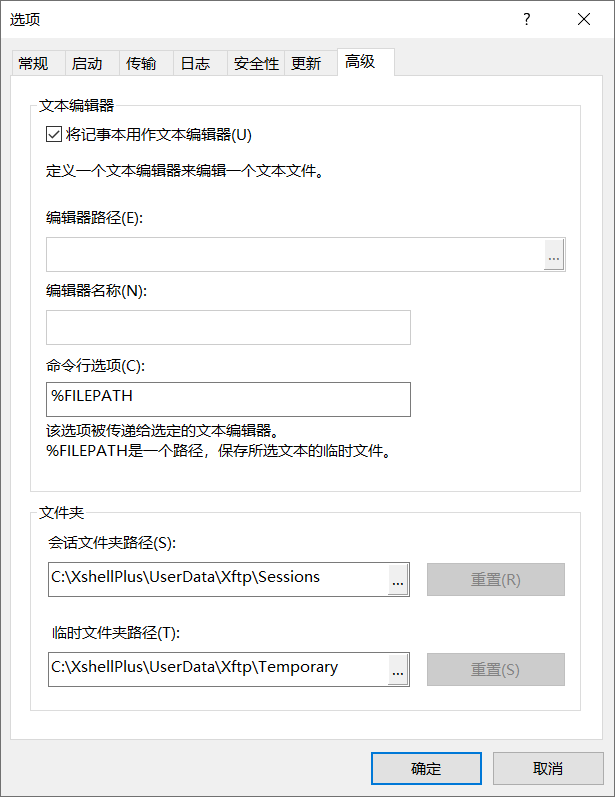 选项
?
常规 启动 传输 日志 安全性 更新 高级
文本编辑器
将记事本用作文本编辑器(U)
定义一个文本编辑器来编辑一个文本文件。
编辑器路径(E):
...
编辑器名称(N):
命令行选项(C):
%FILEPATH
该选项被传递给选定的文本编辑器。
%FILEPATH是一个路径，保存所选文本的临时文件。
文件夹
会话文件夹路径(S):
C:\XshellPlus\UserData\Xftp\Sessions ... 重置(R)
临时文件夹路径(T):
C:\XshellPlus\UserData\Xftp\Temporary ... 重置(S)
确定 取消